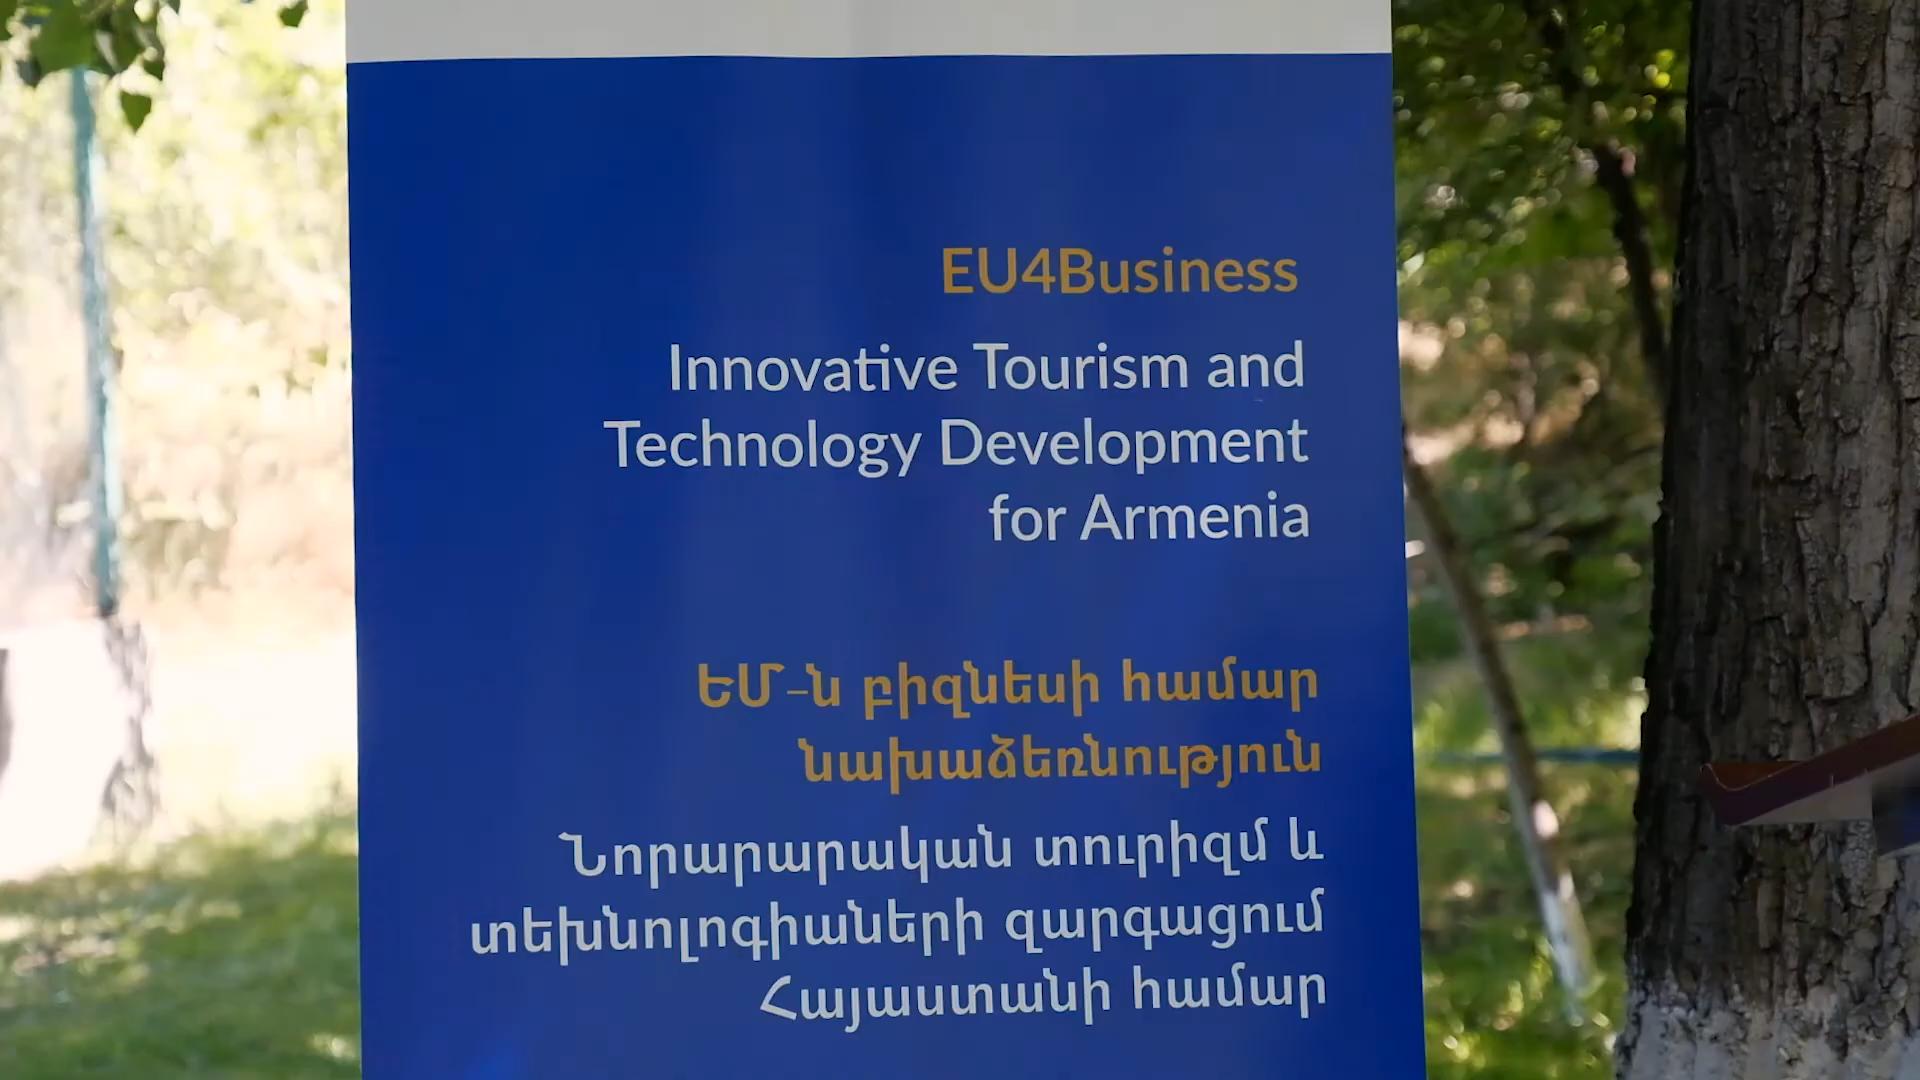 EU4Business
Innovative Tourism and
Technology Development
for Armenia
ԵՄ-ն բիզնեսի համար
նախաձեռնություն
Նորարարական տուրիզմ և
տեխնոլոգիաների զարգացում
Հայաստանի համար